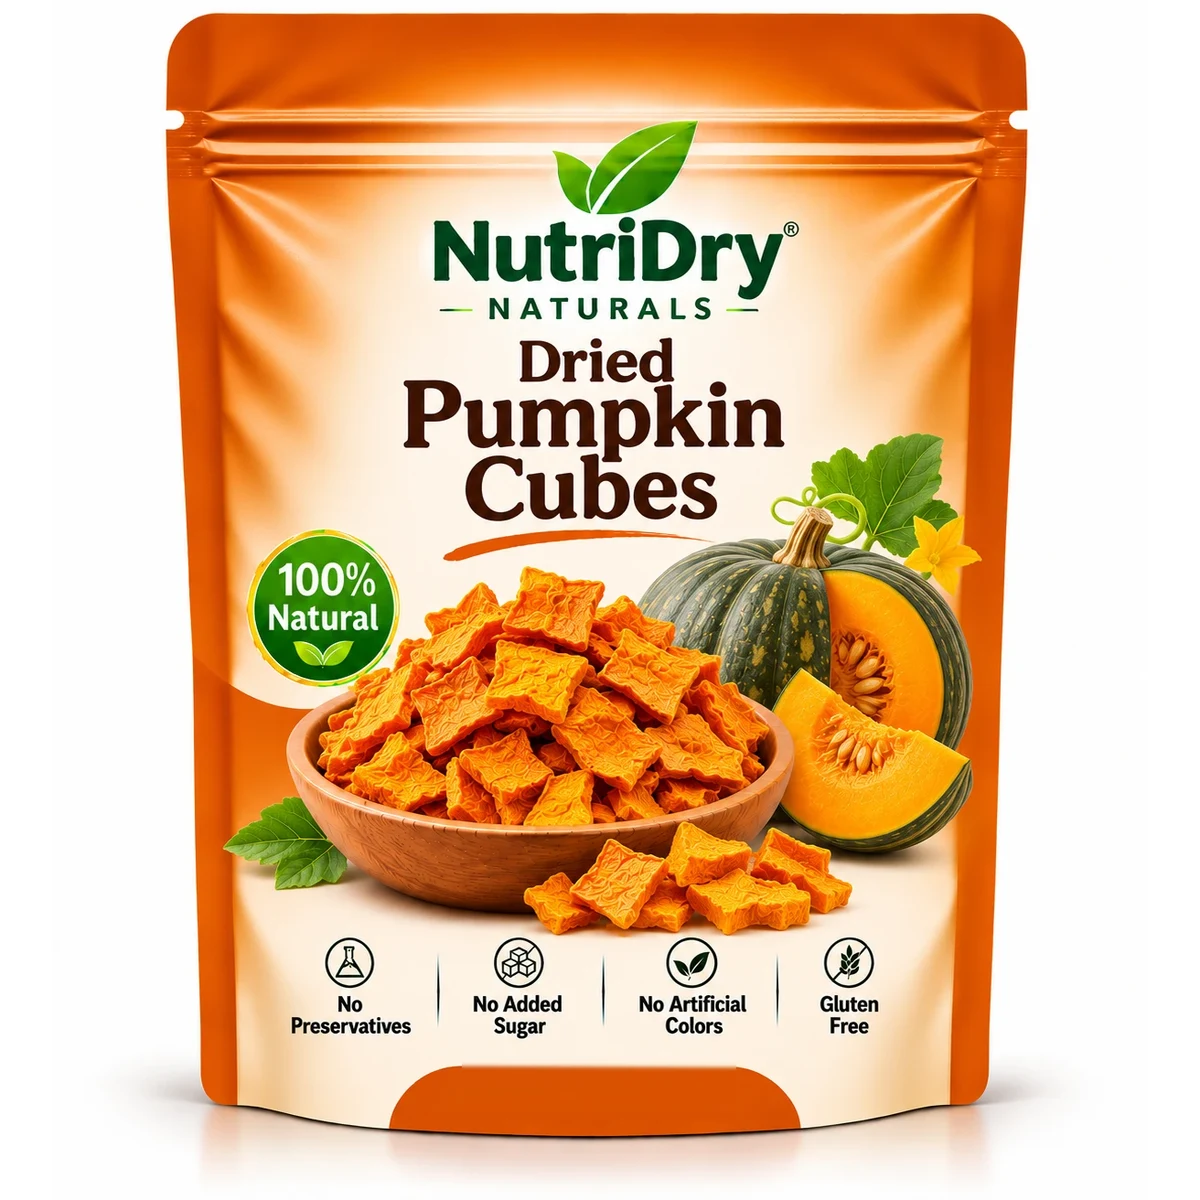 NutriDry®
NATURALS
Dried
Pumpkin
Cubes
100%
Natural
No
Preservatives
No Added
Sugar
No Artificial
Colors
Gluten
Free